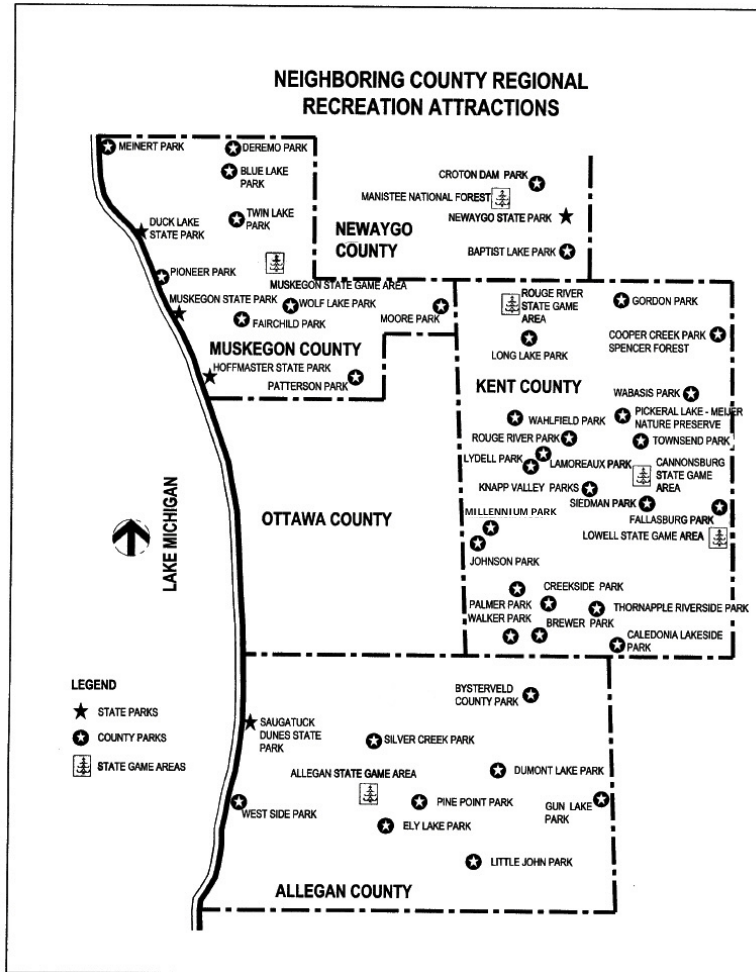 NEIGHBORING COUNTY REGIONAL
RECREATION ATTRACTIONS
MEINERT PARK
DEREMO PARK
BLUE LAKE
PARK
TWIN LAKE
PARK
DUCK LAKE
STATE PARK
PIONEER PARK
MUSKEGON STATE GAME AREA
MUSKEGON STATE PARK
WOLF LAKE PARK
FAIRCHILD PARK
MOORE PARK
MUSKEGON COUNTY
HOFFMASTER STATE PARK
PATTERSON PARK
CROTON DAM PARK
MANISTEE NATIONAL FOREST
NEWAYGO STATE PARK
NEWAYGO
COUNTY
BAPTIST LAKE PARK
ROUGE RIVER
STATE GAME
AREA
GORDON PARK
LONG LAKE PARK
COOPER CREEK PARK
SPENCER FOREST
KENT COUNTY
WABASIS PARK
WAHLFIELD PARK
PICKERAL LAKE - MEIJER
NATURE PRESERVE
ROUGE RIVER PARK
TOWNSEND PARK
LYDELL PARK
LAMOREAUX PARK
CANNONSBURG
STATE GAME
AREA
KNAPP VALLEY PARKS
SIEDMAN PARK
FALLASBURG PARK
MILLENNIUM PARK
LOWELL STATE GAME AREA
JOHNSON PARK
CREEKSIDE PARK
PALMER PARK
THORNAPPLE RIVERSIDE PARK
WALKER PARK
BREWER PARK
CALEDONIA LAKESIDE
PARK
OTTAWA COUNTY
LAKE MICHIGAN
LEGEND
STATE PARKS
COUNTY PARKS
STATE GAME AREAS
BYSTERVELD
COUNTY PARK
SAUGATUCK
DUNES STATE
PARK
SILVER CREEK PARK
ALLEGAN STATE GAME AREA
DUMONT LAKE PARK
WEST SIDE PARK
PINE POINT PARK
GUN LAKE
PARK
ELY LAKE PARK
LITTLE JOHN PARK
ALLEGAN COUNTY